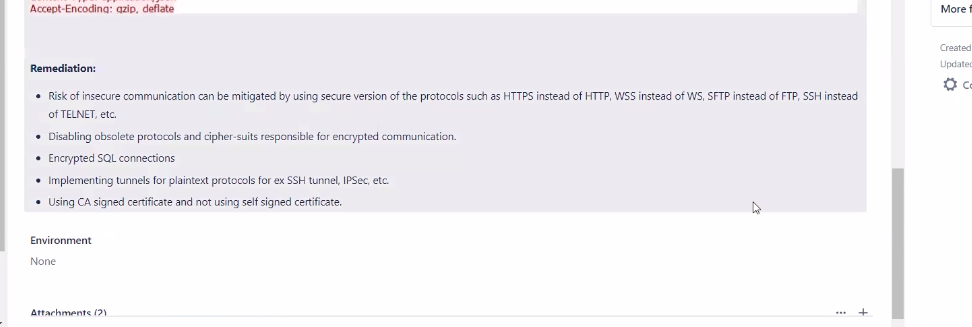 Accept-Encoding: gzip, deflate
More f
Remediation:
Created
Updated
• Risk of insecure communication can be mitigated by using secure version of the protocols such as HTTPS instead of HTTP, WSS instead of WS, SFTP instead of FTP, SSH instead
of TELNET, etc.
• Disabling obsolete protocols and cipher-suits responsible for encrypted communication.
• Encrypted SQL connections
• Implementing tunnels for plaintext protocols for ex SSH tunnel, IPSec, etc.
• Using CA signed certificate and not using self signed certificate.
Environment
None
Attachments (2)